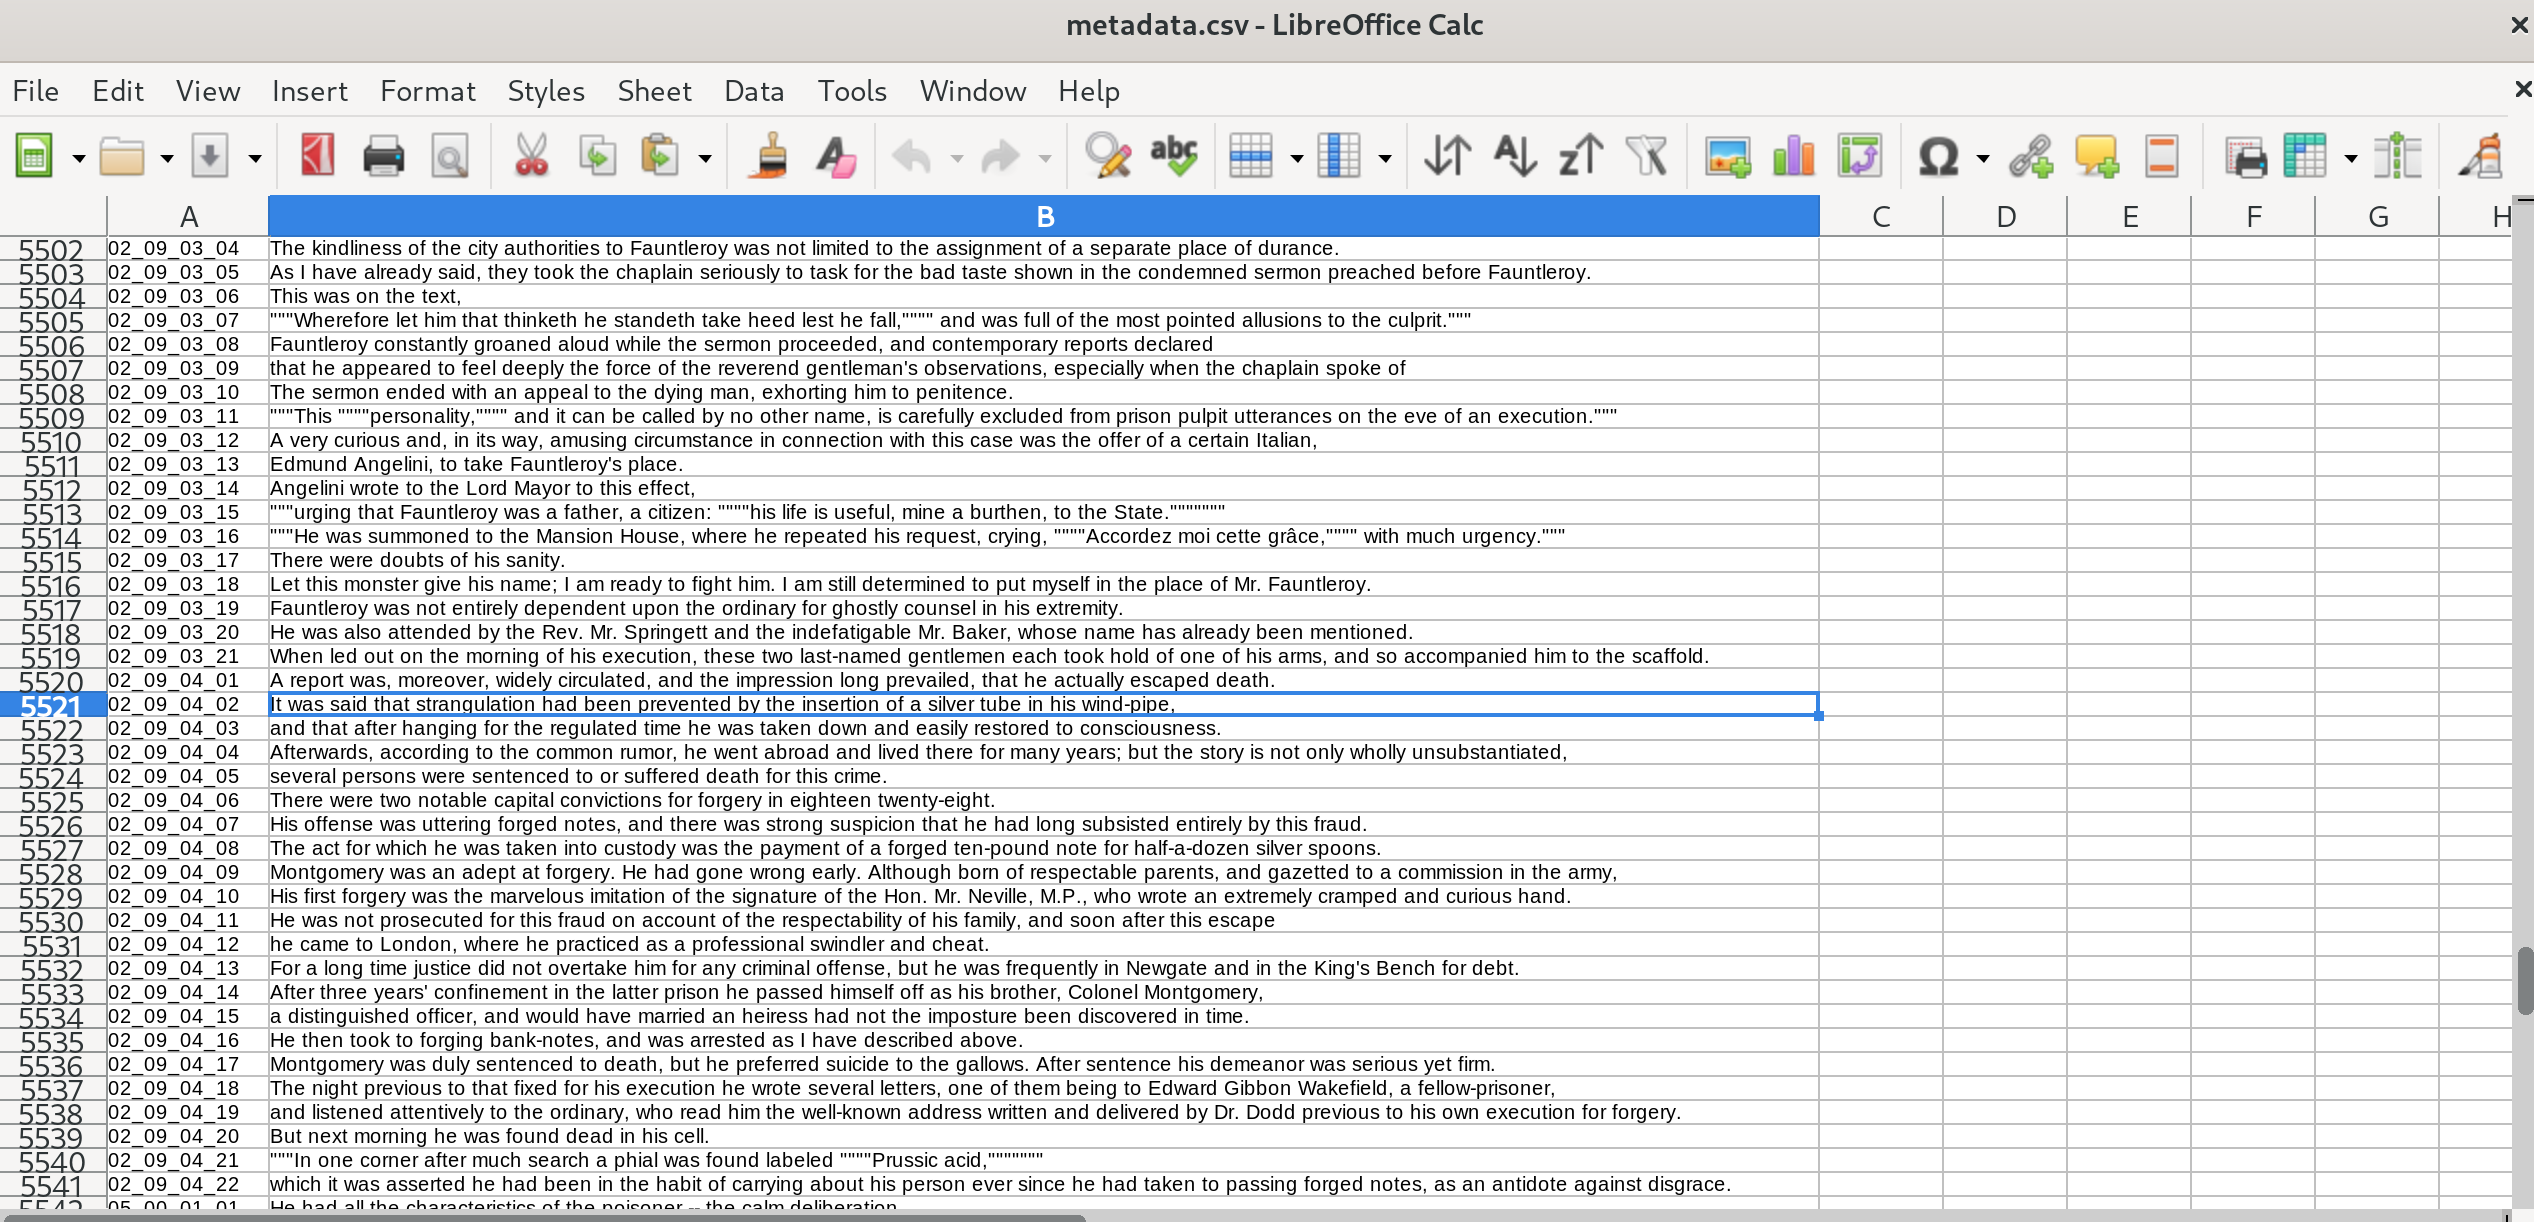 metadata.csv - LibreOffice Calc
File Edit View Insert Format Styles Sheet Data Tools Window Help
A B C D E F G H
5502 02_09_03_04 The kindliness of the city authorities to Fauntleroy was not limited to the assignment of a separate place of durance.
5503 02_09_03_05 As I have already said, they took the chaplain seriously to task for the bad taste shown in the condemned sermon preached before Fauntleroy.
5504 02_09_03_06 This was on the text,
5505 02_09_03_07 """Wherefore let him that thinketh he standeth take heed lest he fall,"""" and was full of the most pointed allusions to the culprit."""
5506 02_09_03_08 Fauntleroy constantly groaned aloud while the sermon proceeded, and contemporary reports declared
5507 02_09_03_09 that he appeared to feel deeply the force of the reverend gentleman's observations, especially when the chaplain spoke of
5508 02_09_03_10 The sermon ended with an appeal to the dying man, exhorting him to penitence.
5509 02_09_03_11 """This """"personality,"""" and it can be called by no other name, is carefully excluded from prison pulpit utterances on the eve of an execution."""
5510 02_09_03_12 A very curious and, in its way, amusing circumstance in connection with this case was the offer of a certain Italian,
5511 02_09_03_13 Edmund Angelini, to take Fauntleroy's place.
5512 02_09_03_14 Angelini wrote to the Lord Mayor to this effect,
5513 02_09_03_15 """urging that Fauntleroy was a father, a citizen: """"his life is useful, mine a burthen, to the State."""""""
5514 02_09_03_16 """He was summoned to the Mansion House, where he repeated his request, crying, """"Accordez moi cette grâce,"""" with much urgency."""
5515 02_09_03_17 There were doubts of his sanity.
5516 02_09_03_18 Let this monster give his name; I am ready to fight him. I am still determined to put myself in the place of Mr. Fauntleroy.
5517 02_09_03_19 Fauntleroy was not entirely dependent upon the ordinary for ghostly counsel in his extremity.
5518 02_09_03_20 He was also attended by the Rev. Mr. Springett and the indefatigable Mr. Baker, whose name has already been mentioned.
5519 02_09_03_21 When led out on the morning of his execution, these two last-named gentlemen each took hold of one of his arms, and so accompanied him to the scaffold.
5520 02_09_04_01 A report was, moreover, widely circulated, and the impression long prevailed, that he actually escaped death.
5521 02_09_04_02 It was said that strangulation had been prevented by the insertion of a silver tube in his wind-pipe,
5522 02_09_04_03 and that after hanging for the regulated time he was taken down and easily restored to consciousness.
5523 02_09_04_04 Afterwards, according to the common rumor, he went abroad and lived there for many years; but the story is not only wholly unsubstantiated,
5524 02_09_04_05 several persons were sentenced to or suffered death for this crime.
5525 02_09_04_06 There were two notable capital convictions for forgery in eighteen twenty-eight.
5526 02_09_04_07 His offense was uttering forged notes, and there was strong suspicion that he had long subsisted entirely by this fraud.
5527 02_09_04_08 The act for which he was taken into custody was the payment of a forged ten-pound note for half-a-dozen silver spoons.
5528 02_09_04_09 Montgomery was an adept at forgery. He had gone wrong early. Although born of respectable parents, and gazetted to a commission in the army,
5529 02_09_04_10 His first forgery was the marvelous imitation of the signature of the Hon. Mr. Neville, M.P., who wrote an extremely cramped and curious hand.
5530 02_09_04_11 He was not prosecuted for this fraud on account of the respectability of his family, and soon after this escape
5531 02_09_04_12 he came to London, where he practiced as a professional swindler and cheat.
5532 02_09_04_13 For a long time justice did not overtake him for any criminal offense, but he was frequently in Newgate and in the King's Bench for debt.
5533 02_09_04_14 After three years' confinement in the latter prison he passed himself off as his brother, Colonel Montgomery,
5534 02_09_04_15 a distinguished officer, and would have married an heiress had not the imposture been discovered in time.
5535 02_09_04_16 He then took to forging bank-notes, and was arrested as I have described above.
5536 02_09_04_17 Montgomery was duly sentenced to death, but he preferred suicide to the gallows. After sentence his demeanor was serious yet firm.
5537 02_09_04_18 The night previous to that fixed for his execution he wrote several letters, one of them being to Edward Gibbon Wakefield, a fellow-prisoner,
5538 02_09_04_19 and listened attentively to the ordinary, who read him the well-known address written and delivered by Dr. Dodd previous to his own execution for forgery.
5539 02_09_04_20 But next morning he was found dead in his cell.
5540 02_09_04_21 """In one corner after much search a phial was found labeled """"Prussic acid,"""""""
5541 02_09_04_22 which it was asserted he had been in the habit of carrying about his person ever since he had taken to passing forged notes, as an antidote against disgrace.
5542 05_00_01_01 He had all the characteristics of the poisoner -- the calm deliberation,